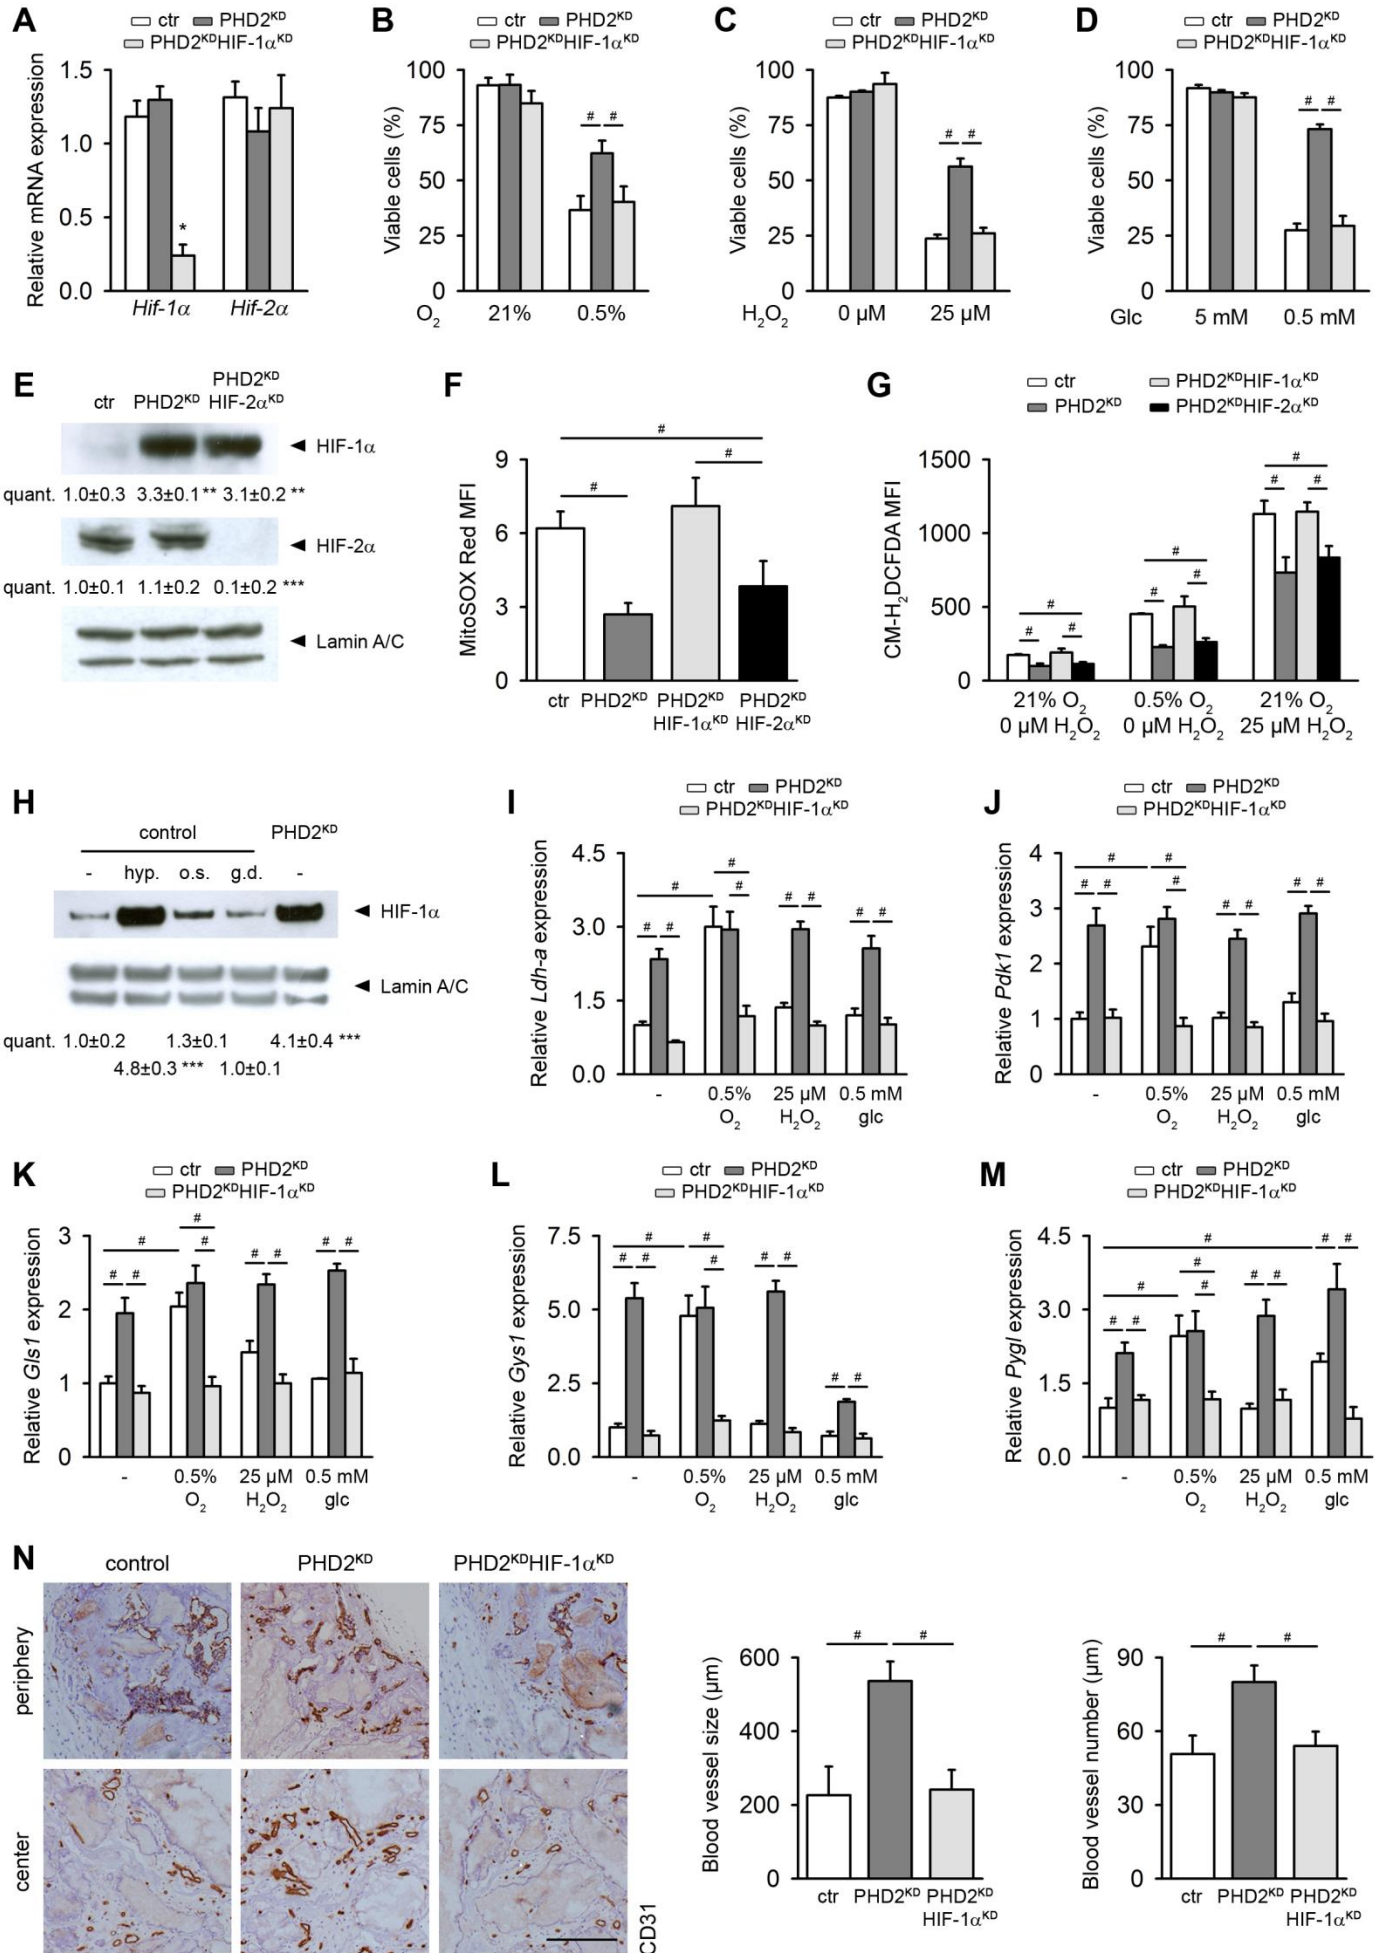 A
ctr PHD2ᴷᴰ
PHD2ᴷᴰHIF-1αᴷᴰ
Relative mRNA expression
1.5
1.0
0.5
0.0
*
Hif-1α Hif-2α
B
ctr PHD2ᴷᴰ
PHD2ᴷᴰHIF-1αᴷᴰ
Viable cells (%)
100
75
50
25
0
# #
O₂ 21% 0.5%
C
ctr PHD2ᴷᴰ
PHD2ᴷᴰHIF-1αᴷᴰ
Viable cells (%)
100
75
50
25
0
# #
H₂O₂ 0 µM 25 µM
D
ctr PHD2ᴷᴰ
PHD2ᴷᴰHIF-1αᴷᴰ
Viable cells (%)
100
75
50
25
0
# #
Glc 5 mM 0.5 mM
E
PHD2ᴷᴰ
ctr PHD2ᴷᴰ HIF-2αᴷᴰ
HIF-1α
quant. 1.0±0.3 3.3±0.1 ** 3.1±0.2 **
HIF-2α
quant. 1.0±0.1 1.1±0.2 0.1±0.2 ***
Lamin A/C
F
MitoSOX Red MFI
9
6
3
0
#
#
#
ctr PHD2ᴷᴰ PHD2ᴷᴰ PHD2ᴷᴰ
HIF-1αᴷᴰ HIF-2αᴷᴰ
G
ctr PHD2ᴷᴰHIF-1αᴷᴰ
PHD2ᴷᴰ PHD2ᴷᴰHIF-2αᴷᴰ
CM-H₂DCFDA MFI
1500
1000
500
0
#
# #
#
# #
#
# #
21% O₂ 0.5% O₂ 21% O₂
0 µM H₂O₂ 0 µM H₂O₂ 25 µM H₂O₂
H
control PHD2ᴷᴰ
- hyp. o.s. g.d. -
HIF-1α
Lamin A/C
quant. 1.0±0.2 1.3±0.1 4.1±0.4 ***
4.8±0.3 *** 1.0±0.1
I
ctr PHD2ᴷᴰ
PHD2ᴷᴰHIF-1αᴷᴰ
Relative Ldh-a expression
4.5
3.0
1.5
0.0
# #
#
#
#
# #
# #
- 0.5% 25 µM 0.5 mM
O₂ H₂O₂ glc
J
ctr PHD2ᴷᴰ
PHD2ᴷᴰHIF-1αᴷᴰ
Relative Pdk1 expression
4
3
2
1
0
# #
# #
#
# #
# #
- 0.5% 25 µM 0.5 mM
O₂ H₂O₂ glc
K
ctr PHD2ᴷᴰ
PHD2ᴷᴰHIF-1αᴷᴰ
Relative Gls1 expression
3
2
1
0
# #
#
#
#
# #
# #
- 0.5% 25 µM 0.5 mM
O₂ H₂O₂ glc
L
ctr PHD2ᴷᴰ
PHD2ᴷᴰHIF-1αᴷᴰ
Relative Gys1 expression
7.5
5.0
2.5
0.0
# #
# #
#
# #
# #
- 0.5% 25 µM 0.5 mM
O₂ H₂O₂ glc
M
ctr PHD2ᴷᴰ
PHD2ᴷᴰHIF-1αᴷᴰ
Relative Pygl expression
4.5
3.0
1.5
0.0
#
# #
#
#
#
# #
# #
- 0.5% 25 µM 0.5 mM
O₂ H₂O₂ glc
N
control PHD2ᴷᴰ PHD2ᴷᴰHIF-1αᴷᴰ
periphery
center
CD31
Blood vessel size (µm)
600
400
200
0
# #
ctr PHD2ᴷᴰ PHD2ᴷᴰ
HIF-1αᴷᴰ
Blood vessel number (µm)
90
60
30
0
# #
ctr PHD2ᴷᴰ PHD2ᴷᴰ
HIF-1αᴷᴰ